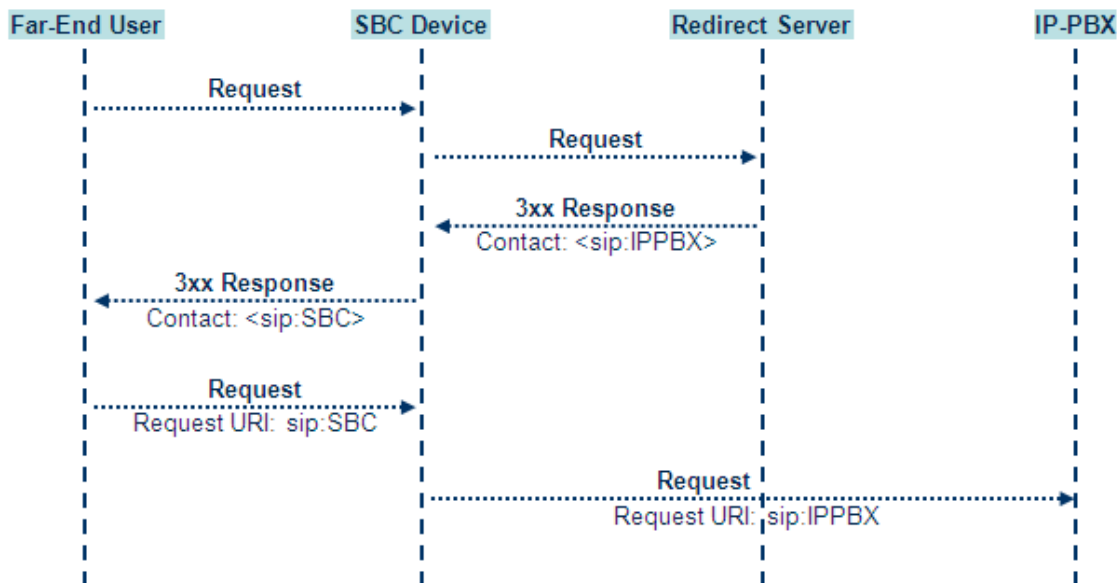 Far-End User
SBC Device
Redirect Server
IP-PBX
Request
Request
3xx Response
Contact: <sip:IPPBX>
3xx Response
Contact: <sip:SBC>
Request
Request URI: sip:SBC
Request
Request URI: sip:IPPBX